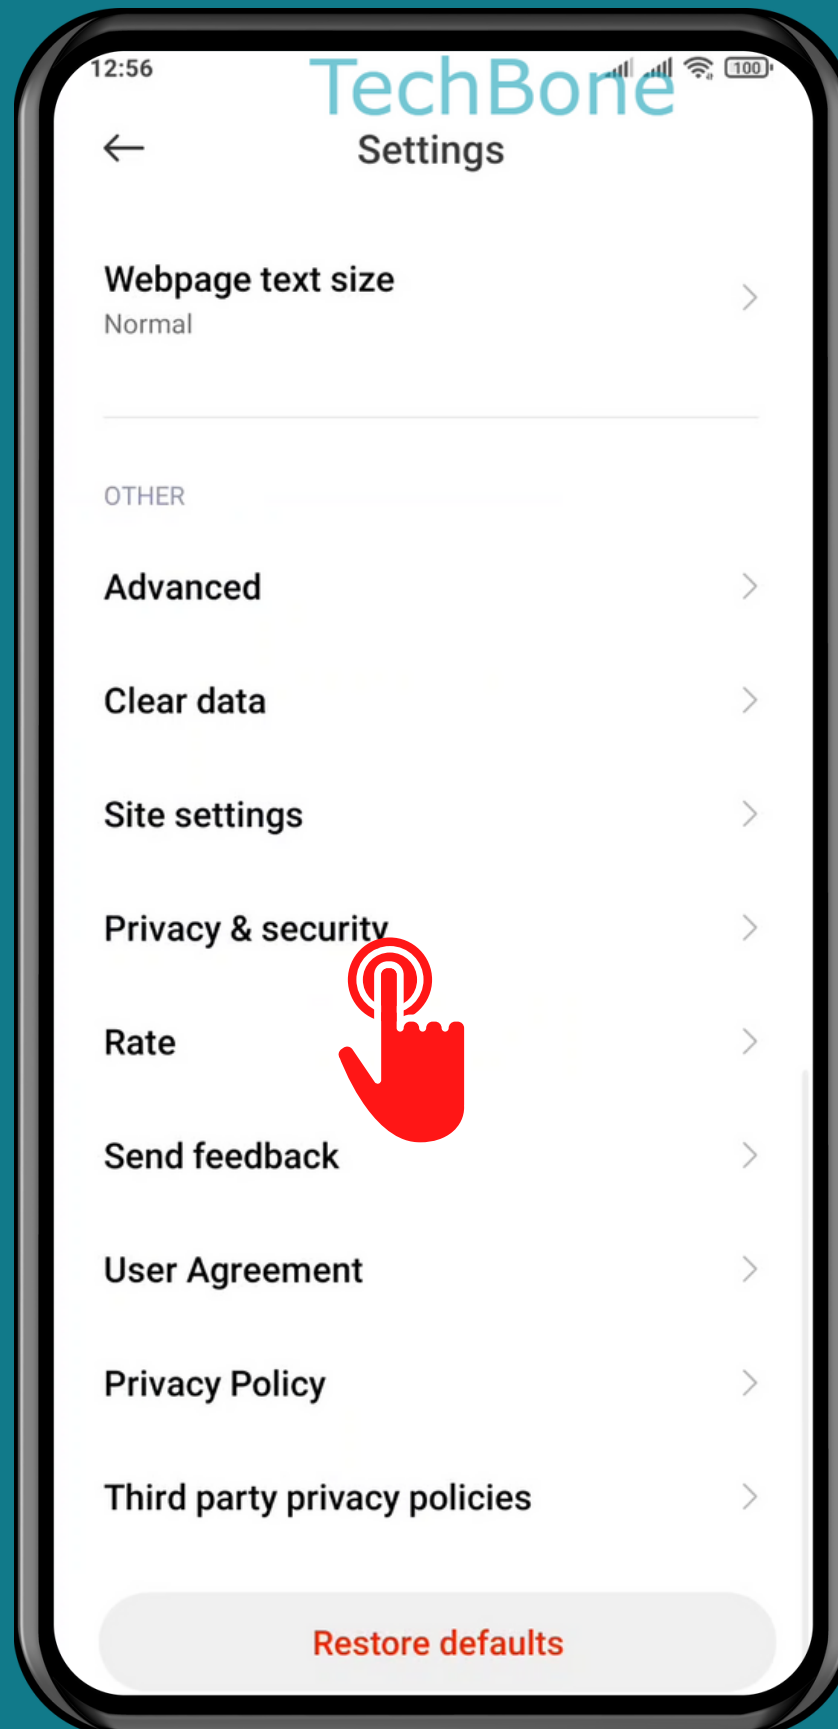 12:56
TechBone
100
Settings
Webpage text size
Normal
OTHER
Advanced
Clear data
Site settings
Privacy & security
Rate
Send feedback
User Agreement
Privacy Policy
Third party privacy policies
Restore defaults